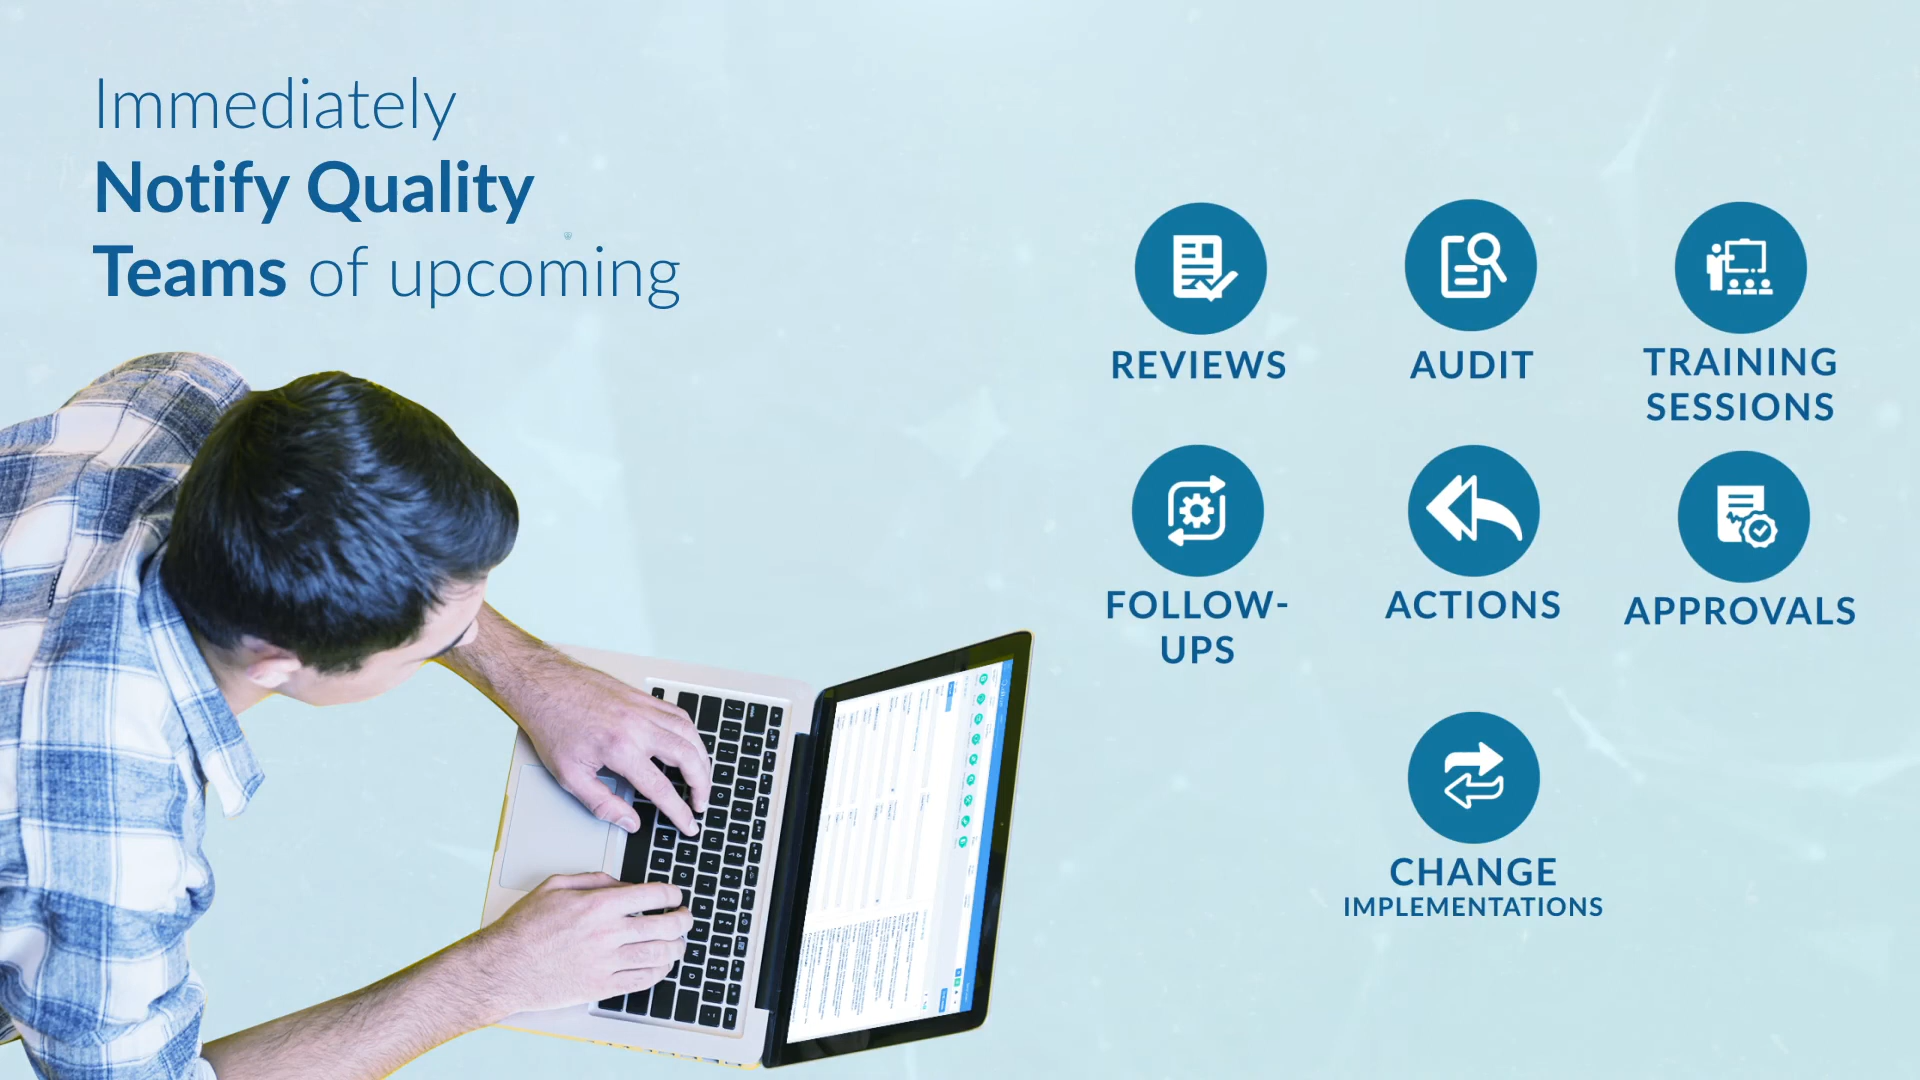 Immediately
Notify Quality
Teams of upcoming
REVIEWS
AUDIT
TRAINING
SESSIONS
FOLLOW-
UPS
ACTIONS
APPROVALS
CHANGE
IMPLEMENTATIONS